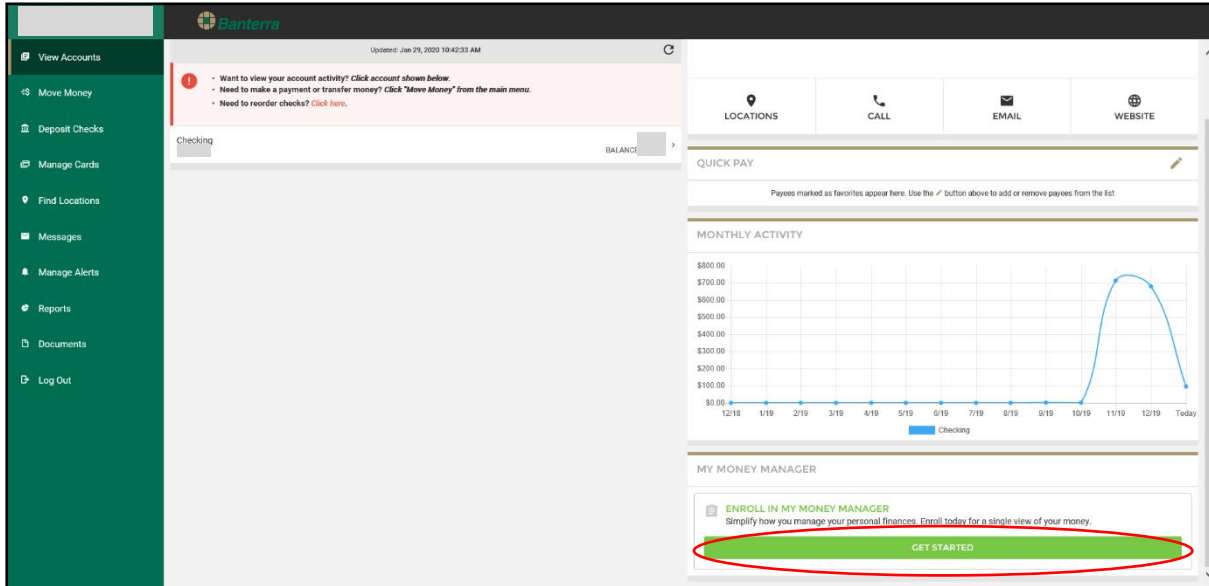 Banterra
View Accounts
Move Money
Deposit Checks
Manage Cards
Find Locations
Messages
Manage Alerts
Reports
Documents
Log Out
Updated: Jan 29, 2020 10:42:33 AM
• Want to view your account activity? Click account shown below.
• Need to make a payment or transfer money? Click "Move Money" from the main menu.
• Need to reorder checks? Click here.
Checking
BALANCE
LOCATIONS
CALL
EMAIL
WEBSITE
QUICK PAY
Payees marked as favorites appear here. Use the button above to add or remove payees from the list
MONTHLY ACTIVITY
$800.00
$700.00
$600.00
$500.00
$400.00
$300.00
$200.00
$100.00
$0.00
12/18 1/19 2/19 3/19 4/19 5/19 6/19 7/19 8/19 9/19 10/19 11/19 12/19 Today
Checking
MY MONEY MANAGER
ENROLL IN MY MONEY MANAGER
Simplify how you manage your personal finances. Enroll today for a single view of your money.
GET STARTED